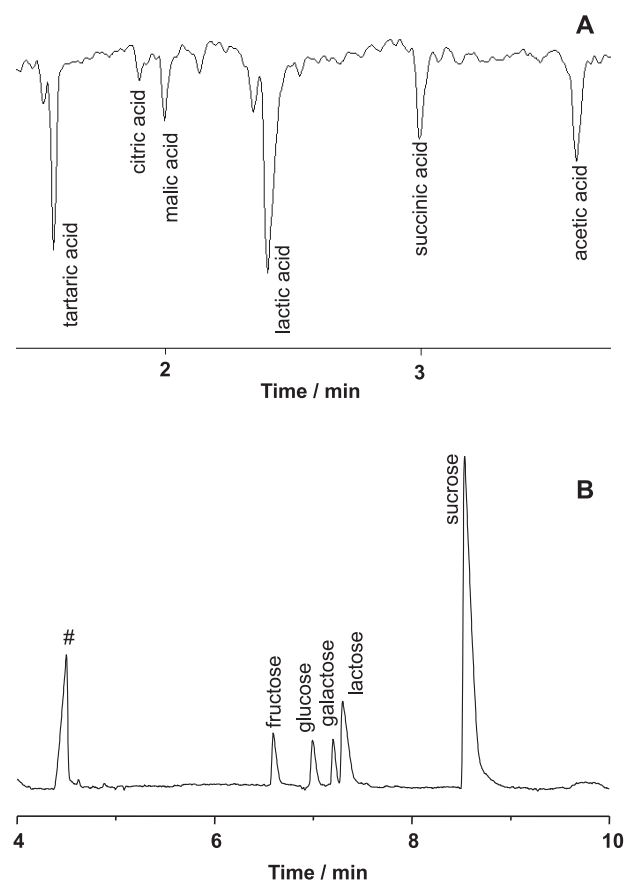 A
tartaric acid
citric acid
malic acid
lactic acid
succinic acid
acetic acid
2
3
Time / min
B
#
fructose
glucose
galactose
lactose
sucrose
4
6
8
10
Time / min